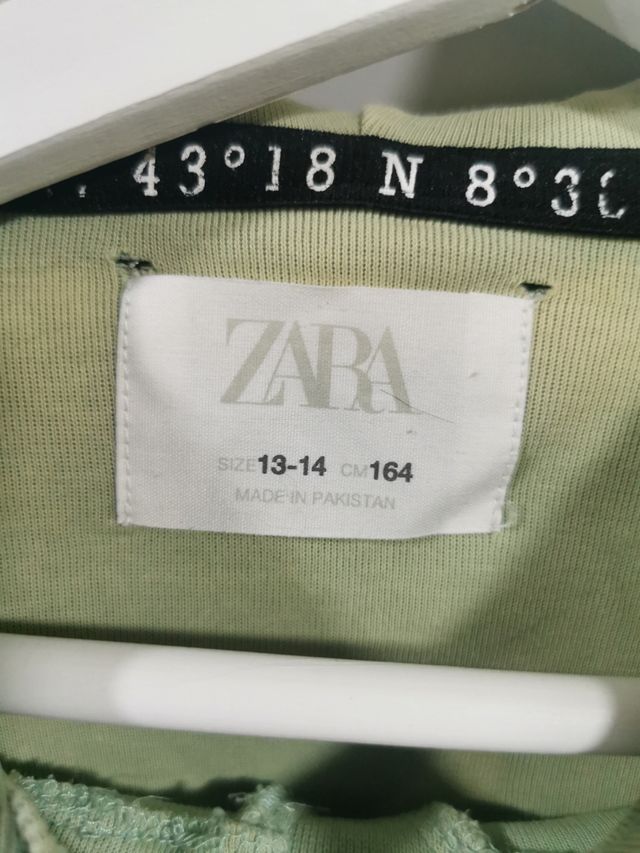 43°18 N 8°3
ZARA
SIZE 13-14 CM 164
MADE IN PAKISTAN